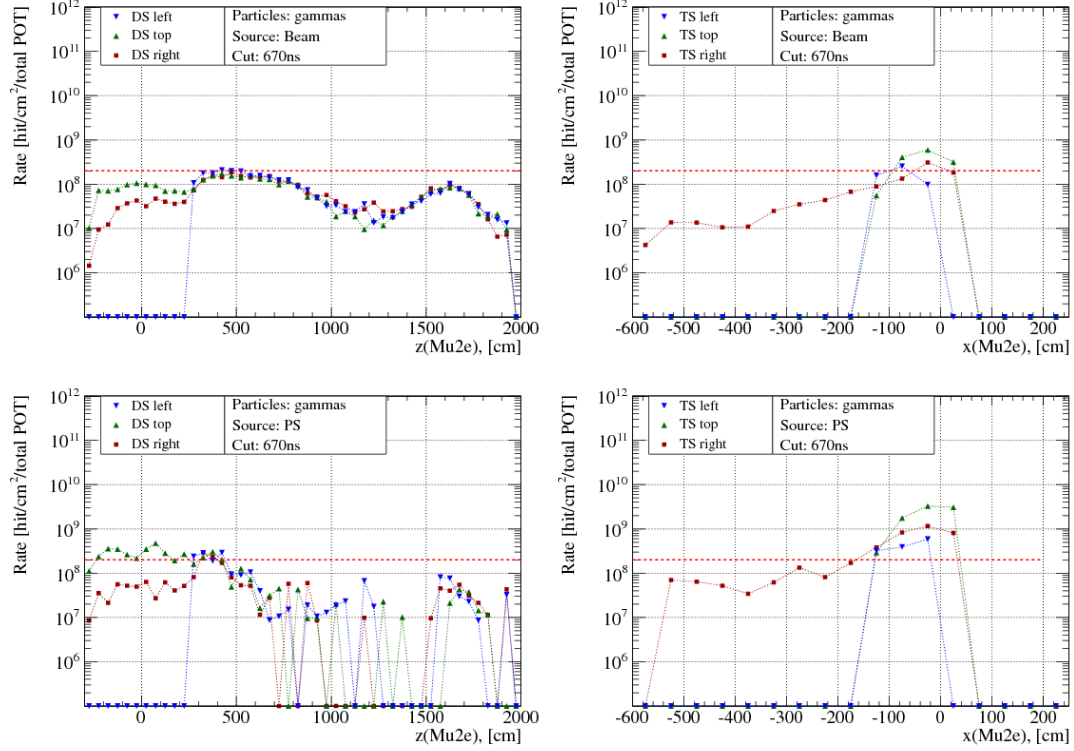 Rate [hit/cm²/total POT]
10¹²
10¹¹
10¹⁰
10⁹
10⁸
10⁷
10⁶
DS left
DS top
DS right
Particles: gammas
Source: Beam
Cut: 670ns
0 500 1000 1500 2000
z(Mu2e), [cm]
Rate [hit/cm²/total POT]
10¹²
10¹¹
10¹⁰
10⁹
10⁸
10⁷
10⁶
TS left
TS top
TS right
Particles: gammas
Source: Beam
Cut: 670ns
-600 -500 -400 -300 -200 -100 0 100 200
x(Mu2e), [cm]
Rate [hit/cm²/total POT]
10¹²
10¹¹
10¹⁰
10⁹
10⁸
10⁷
10⁶
DS left
DS top
DS right
Particles: gammas
Source: PS
Cut: 670ns
0 500 1000 1500 2000
z(Mu2e), [cm]
Rate [hit/cm²/total POT]
10¹²
10¹¹
10¹⁰
10⁹
10⁸
10⁷
10⁶
TS left
TS top
TS right
Particles: gammas
Source: PS
Cut: 670ns
-600 -500 -400 -300 -200 -100 0 100 200
x(Mu2e), [cm]